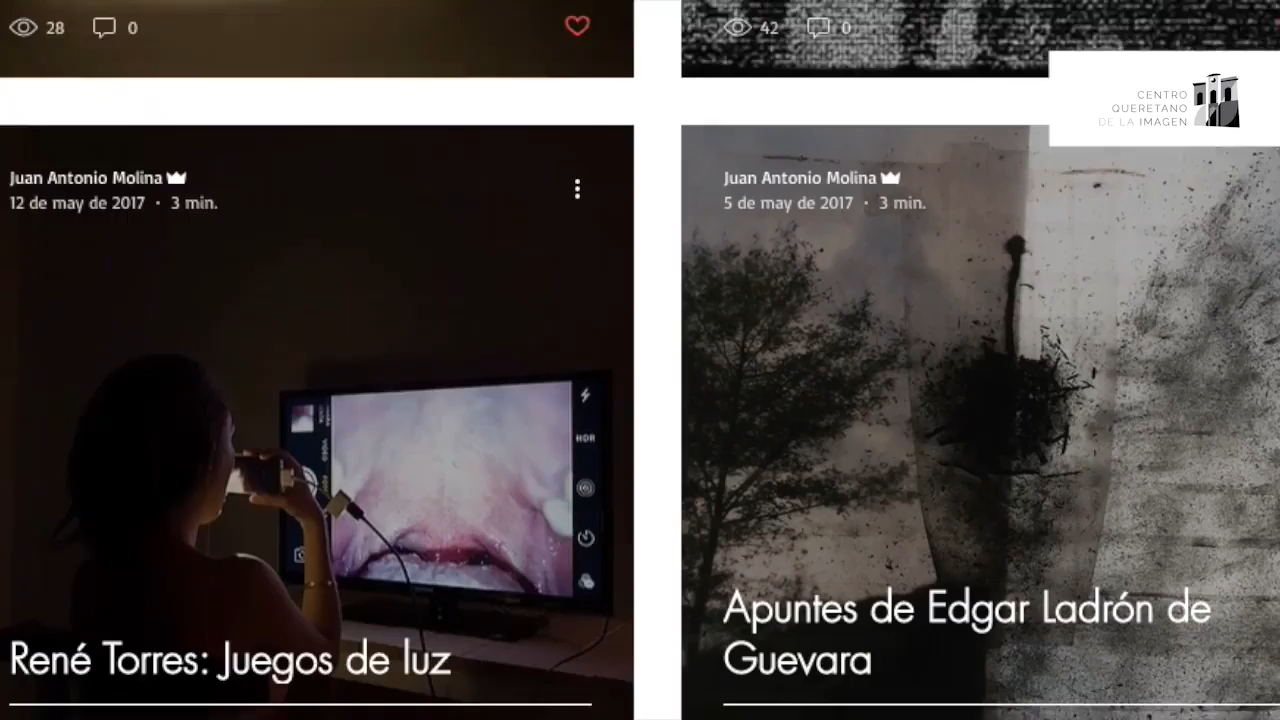 28 0
42 0
CENTRO
QUERETANO
DE LA IMAGEN
Juan Antonio Molina
12 de may de 2017 · 3 min.
HDR
VIDEO
René Torres: Juegos de luz
Juan Antonio Molina
5 de may de 2017 · 3 min.
Apuntes de Edgar Ladrón de
Guevara